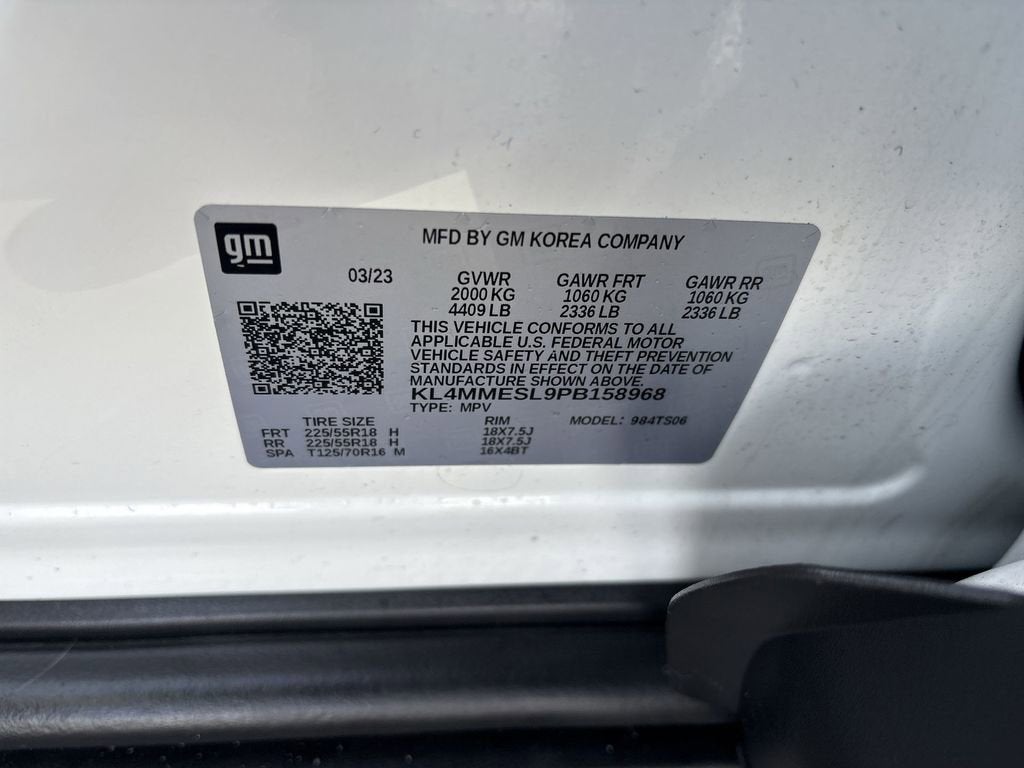 gm
MFD BY GM KOREA COMPANY
03/23 GVWR GAWR FRT GAWR RR
2000 KG 1060 KG 1060 KG
4409 LB 2336 LB 2336 LB
THIS VEHICLE CONFORMS TO ALL
APPLICABLE U.S. FEDERAL MOTOR
VEHICLE SAFETY AND THEFT PREVENTION
STANDARDS IN EFFECT ON THE DATE OF
MANUFACTURE SHOWN ABOVE.
KL4MMESL9PB158968
TYPE: MPV
TIRE SIZE RIM MODEL: 984TS06
FRT 225/55R18 H 18X7.5J
RR 225/55R18 H 18X7.5J
SPA T125/70R16 M 16X4BT